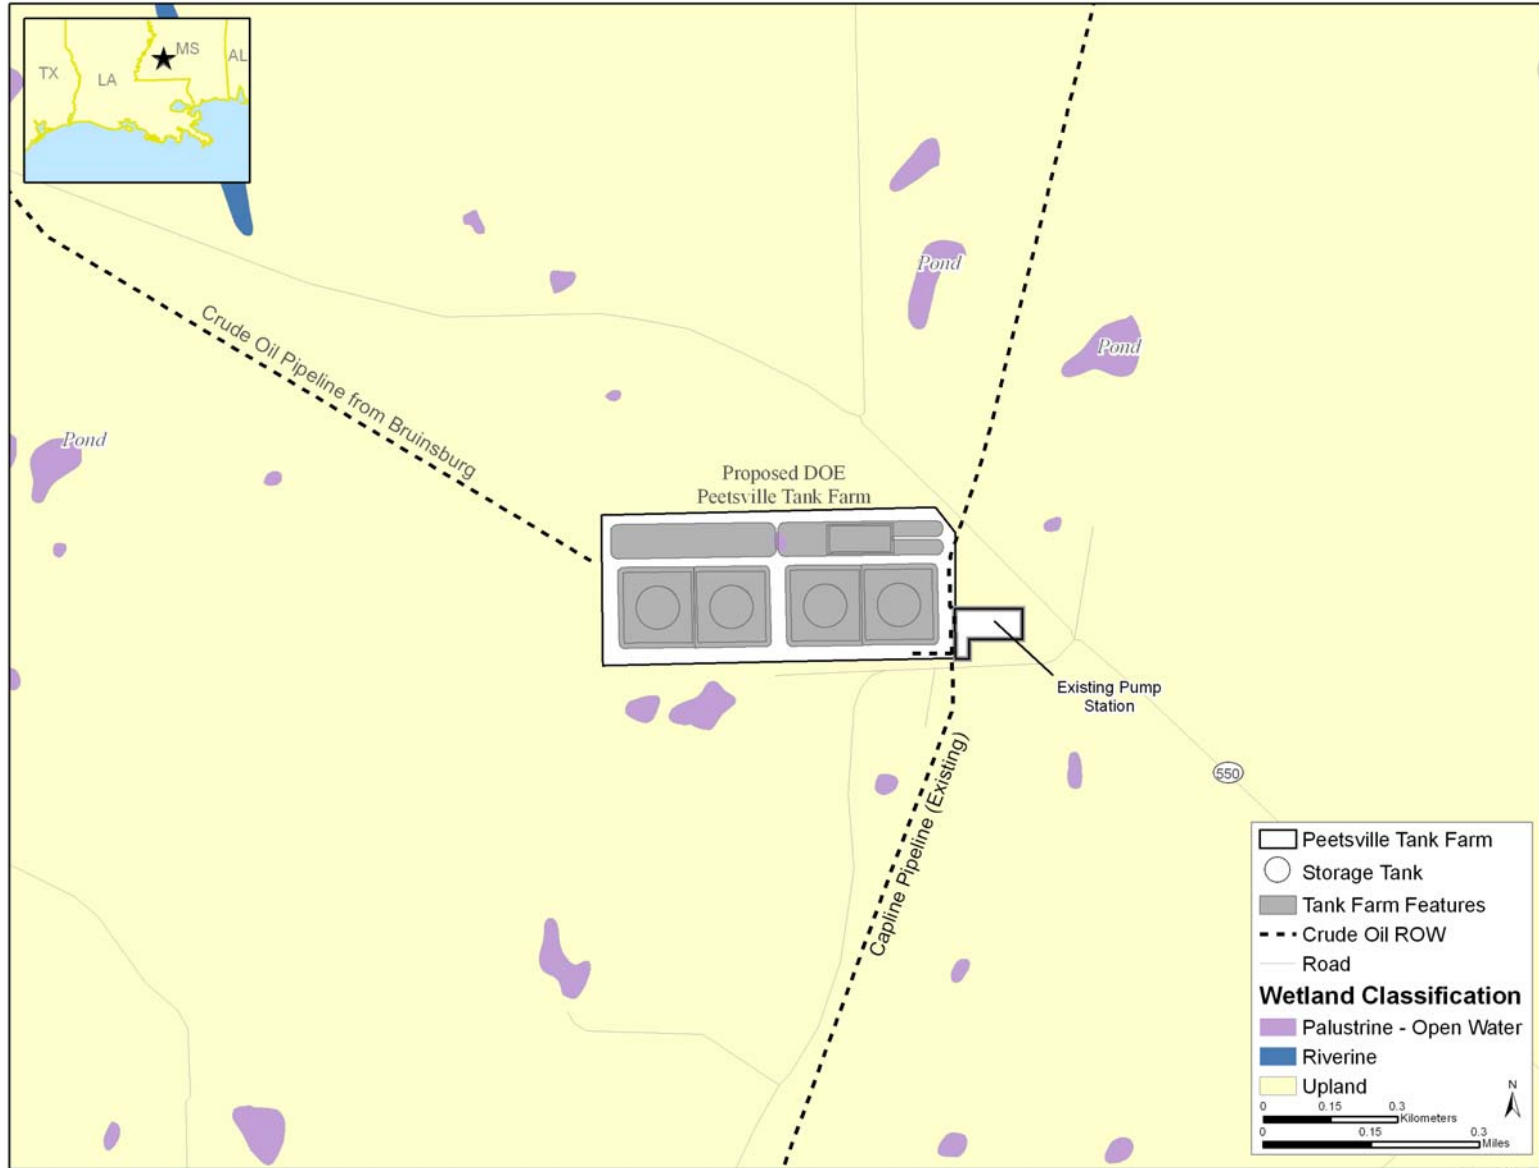 TX
LA
MS
AL
Pond
Pond
Pond
Crude Oil Pipeline from Bruinsburg
Proposed DOE
Peetsville Tank Farm
Existing Pump
Station
550
Capline Pipeline (Existing)
Peetsville Tank Farm
Storage Tank
Tank Farm Features
Crude Oil ROW
Road
Wetland Classification
Palustrine - Open Water
Riverine
Upland
N
0 0.15 0.3
Kilometers
0 0.15 0.3
Miles